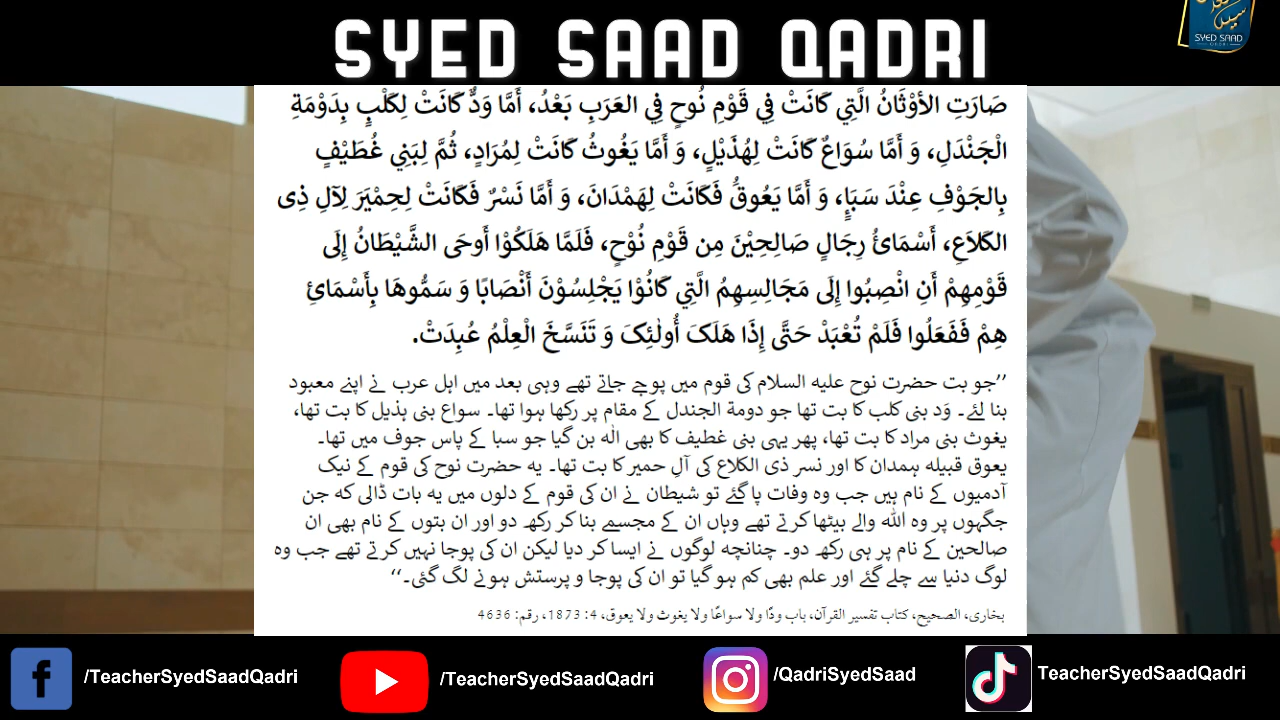 SYED SAAD QADRI
SYED SAAD
QADRI
صَارَتِ الأوْثَانُ الَّتِي كَانَتْ فِي قَوْمِ نُوحٍ فِي العَرَبِ بَعْدُ، أَمَّا وَدٌّ كَانَتْ لِكَلْبٍ بِدَوْمَةِ
الْجَنْدَلِ، وَ أَمَّا سُوَاعٌ كَانَتْ لِهُذَيْلٍ، وَ أَمَّا يَغُوثُ كَانَتْ لِمُرَادٍ، ثُمَّ لِبَنِي غُطَيْفٍ
بِالجَوْفِ عِنْدَ سَبَاٍ، وَ أَمَّا يَعُوقُ فَكَانَتْ لِهَمْدَانَ، وَ أَمَّا نَسْرٌ فَكَانَتْ لِحِمْيَرَ لِآلِ ذِی
الکَلاَعِ، أَسْمَائُ رِجَالٍ صَالِحِيْنَ مِن قَوْمِ نُوْحٍ، فَلَمَّا هَلَکُوْا أَوحَی الشَّيْطَانُ إِلَی
قَوْمِهِمْ أَنِ انْصِبُوا إِلَی مَجَالِسِهِمُ الَّتِي کَانُوْا يَجْلِسُوْنَ أَنْصَابًا وَ سَمُّوهَا بِأَسْمَائِ
هِمْ فَفَعَلُوا فَلَمْ تُعْبَدْ حَتَّی إِذَا هَلَکَ أُولٰئِکَ وَ تَنَسَّخَ الْعِلْمُ عُبِدَتْ.
’’جو بت حضرت نوح علیہ السلام کی قوم میں پوجے جاتے تھے وہی بعد میں اہل عرب نے اپنے معبود
بنا لئے۔ وَد بنی کلب کا بت تھا جو دومۃ الجندل کے مقام پر رکھا ہوا تھا۔ سواع بنی ہذیل کا بت تھا،
یغوث بنی مراد کا بت تھا، پھر یہی بنی غطیف کا بھی الٰہ بن گیا جو سبا کے پاس جوف میں تھا۔
یعوق قبیلہ ہمدان کا اور نسر ذی الکلاع کی آلِ حمیر کا بت تھا۔ یہ حضرت نوح کی قوم کے نیک
آدمیوں کے نام ہیں جب وہ وفات پا گئے تو شیطان نے ان کی قوم کے دلوں میں یہ بات ڈالی کہ جن
جگہوں پر وہ اللہ والے بیٹھا کرتے تھے وہاں ان کے مجسمے بنا کر رکھ دو اور ان بتوں کے نام بھی ان
صالحین کے نام پر ہی رکھ دو۔ چنانچہ لوگوں نے ایسا کر دیا لیکن ان کی پوجا نہیں کرتے تھے جب وہ
لوگ دنیا سے چلے گئے اور علم بھی کم ہو گیا تو ان کی پوجا و پرستش ہونے لگ گئی۔‘‘
بخاری، الصحیح، کتاب تفسیر القرآن، باب ودًا ولا سواعًا ولا یغوث ولا یعوق، 4: 1873، رقم: 4636
/TeacherSyedSaadQadri
/TeacherSyedSaadQadri
/QadriSyedSaad
TeacherSyedSaadQadri